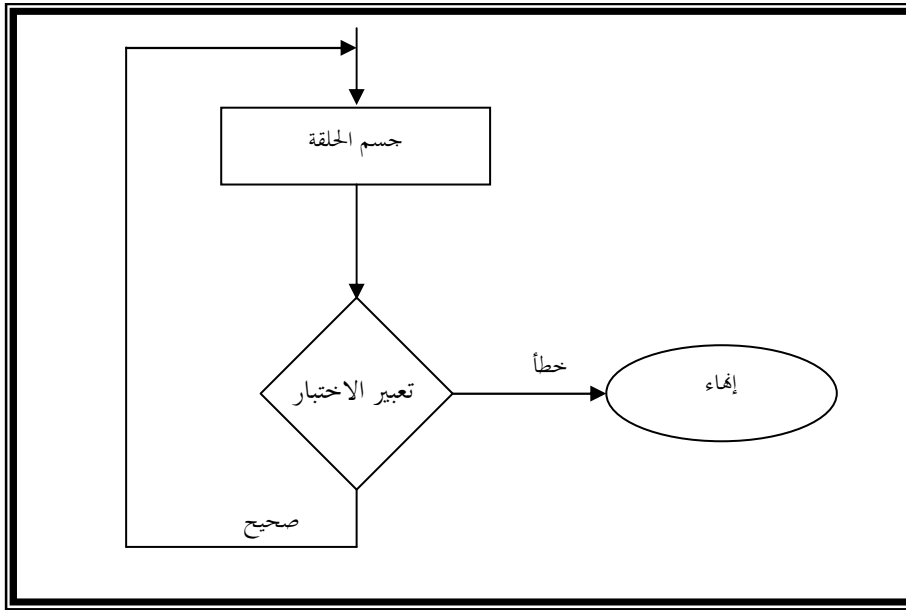 جسم الحلقة
تعبير الاختبار
خطأ
إنهاء
صحيح